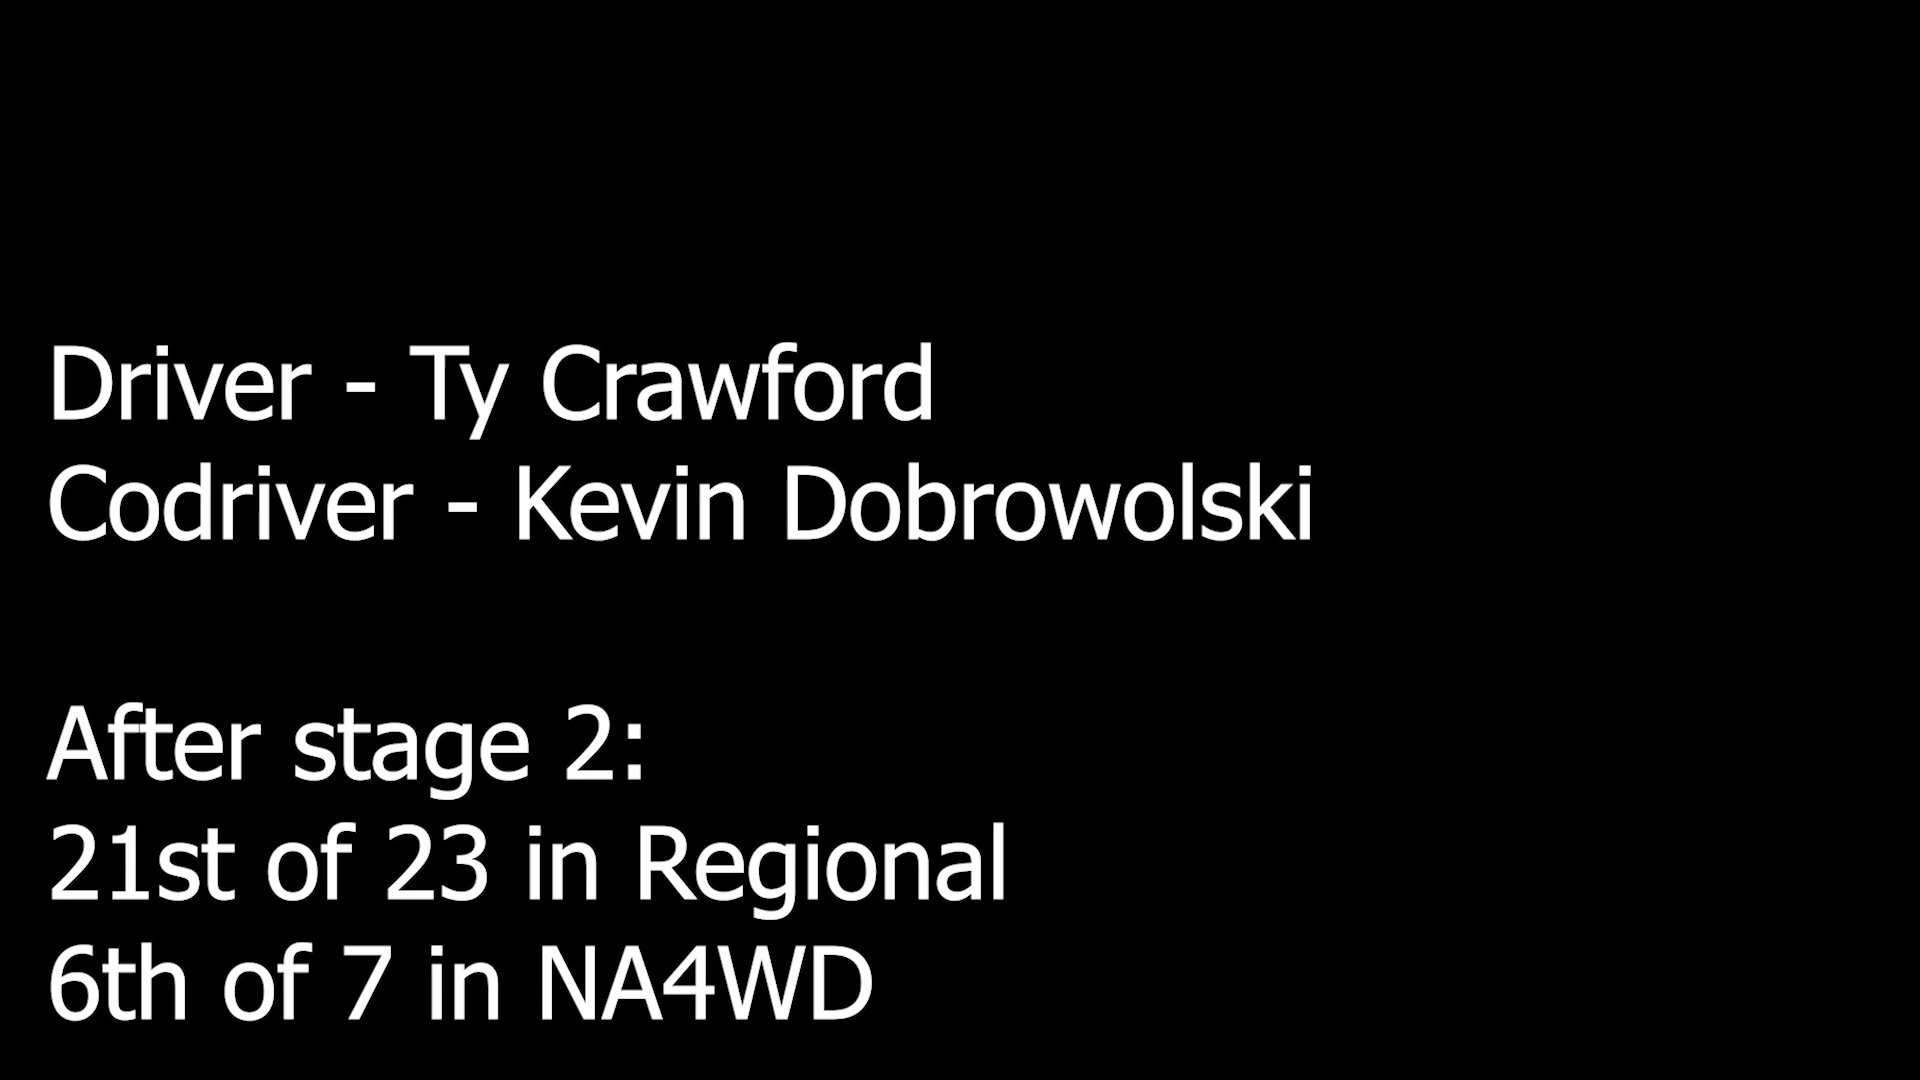 Driver - Ty Crawford
Codriver - Kevin Dobrowolski
After stage 2:
21st of 23 in Regional
6th of 7 in NA4WD